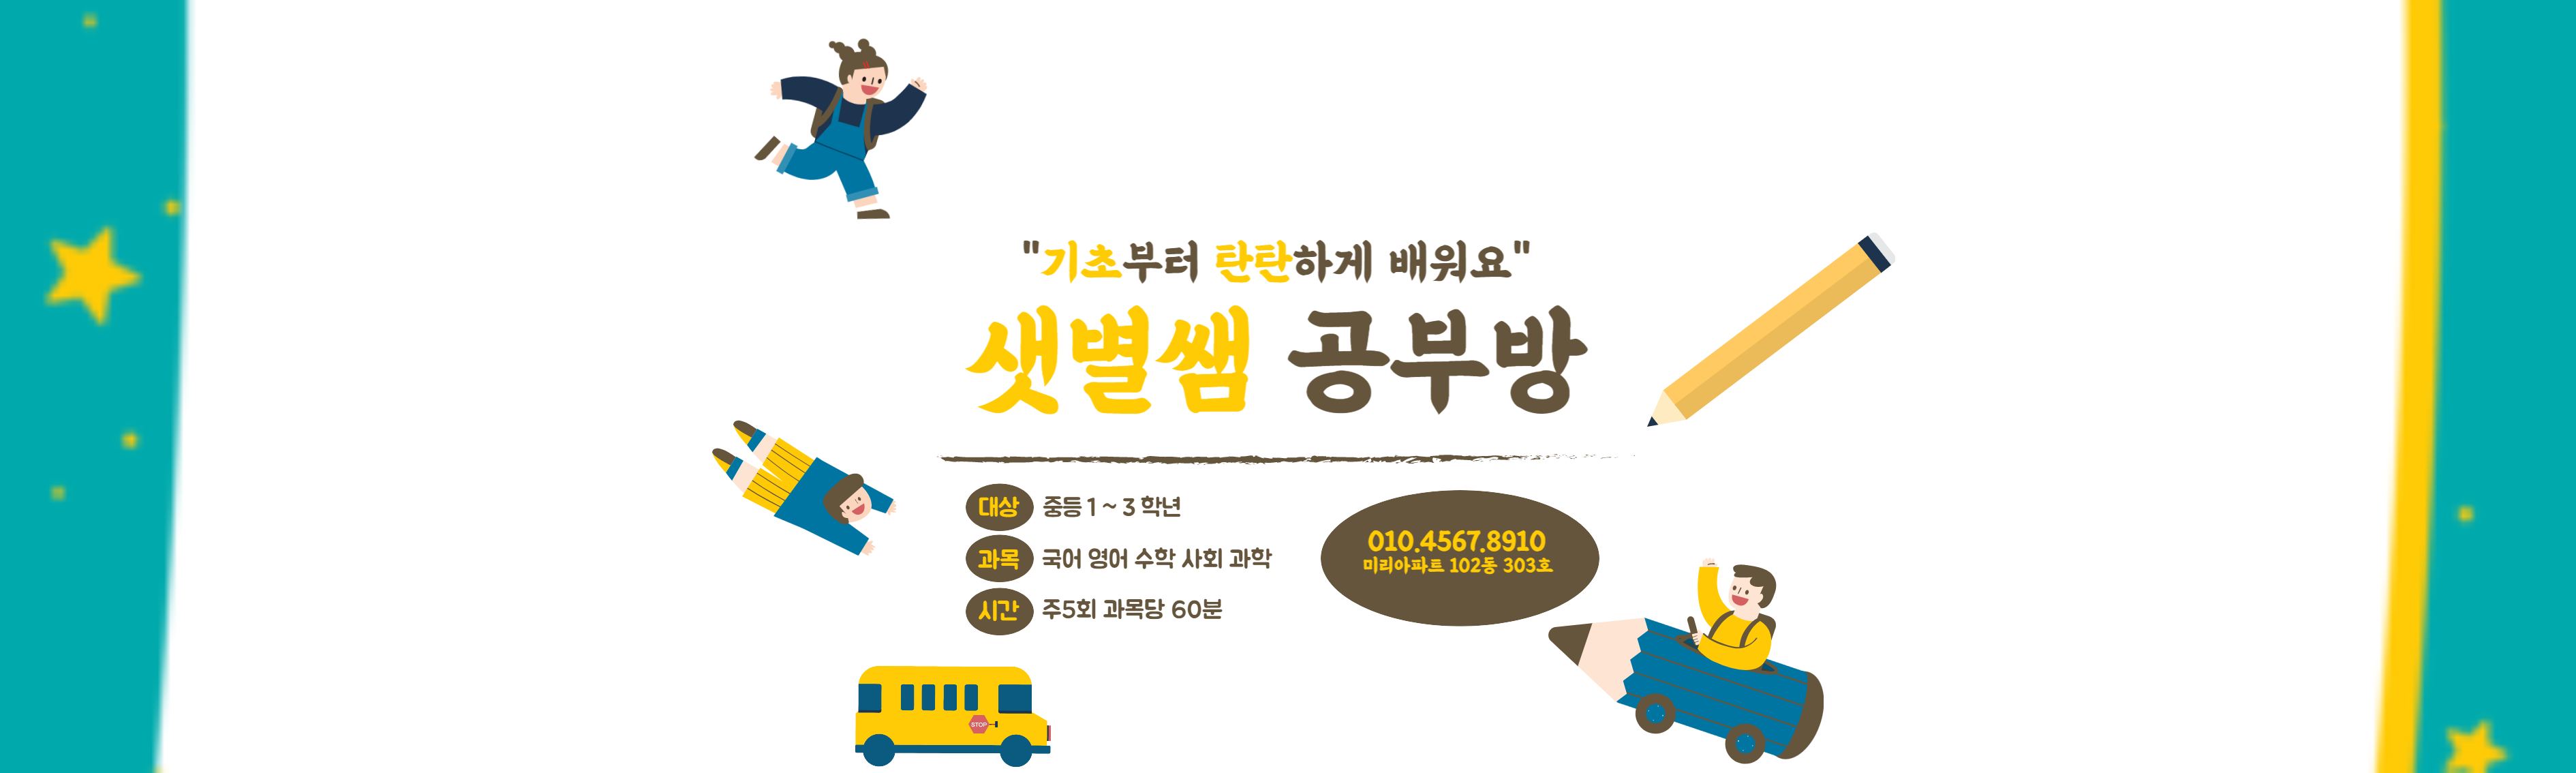 "기초부터 탄탄하게 배워요"
샛별쌤 공부방
대상 중등 1 ~ 3 학년
과목 국어 영어 수학 사회 과학
시간 주5회 과목당 60분
010.4567.8910
미리아파트 102동 303호
STOP